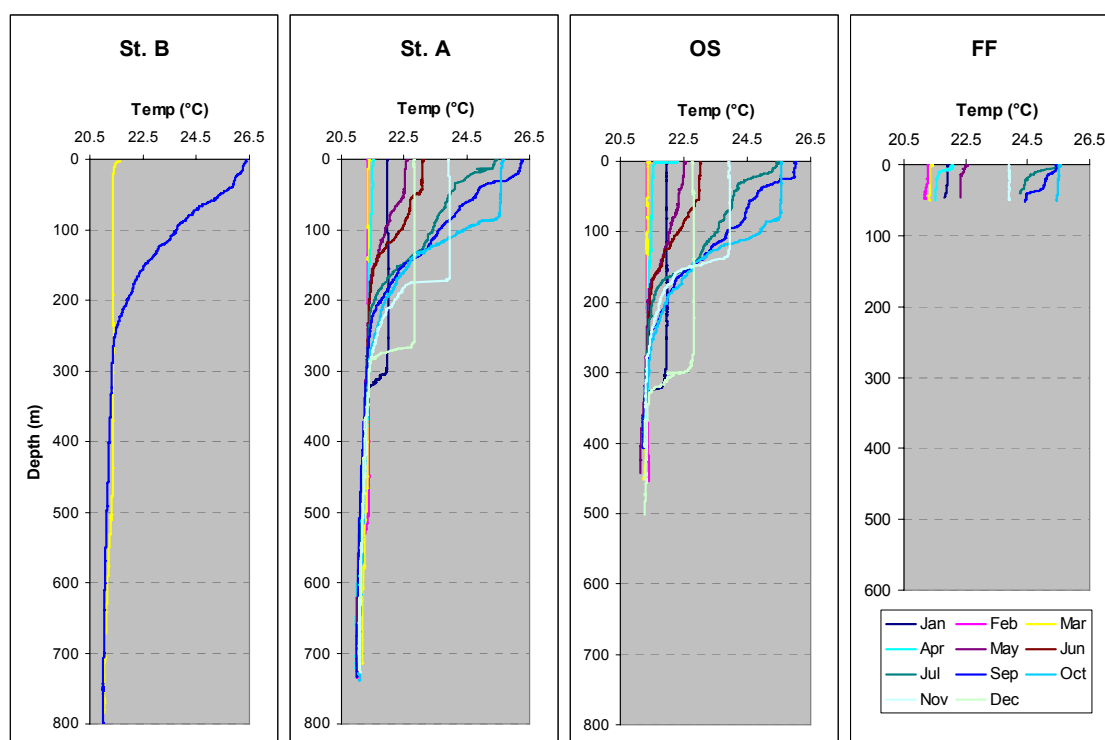 St. B
Temp (°C)
20.5 22.5 24.5 26.5
0
100
200
300
400
500
600
700
800
Depth (m)
St. A
Temp (°C)
20.5 22.5 24.5 26.5
0
100
200
300
400
500
600
700
800
OS
Temp (°C)
20.5 22.5 24.5 26.5
0
100
200
300
400
500
600
700
800
FF
Temp (°C)
20.5 22.5 24.5 26.5
0
100
200
300
400
500
600
Jan Feb Mar
Apr May Jun
Jul Sep Oct
Nov Dec